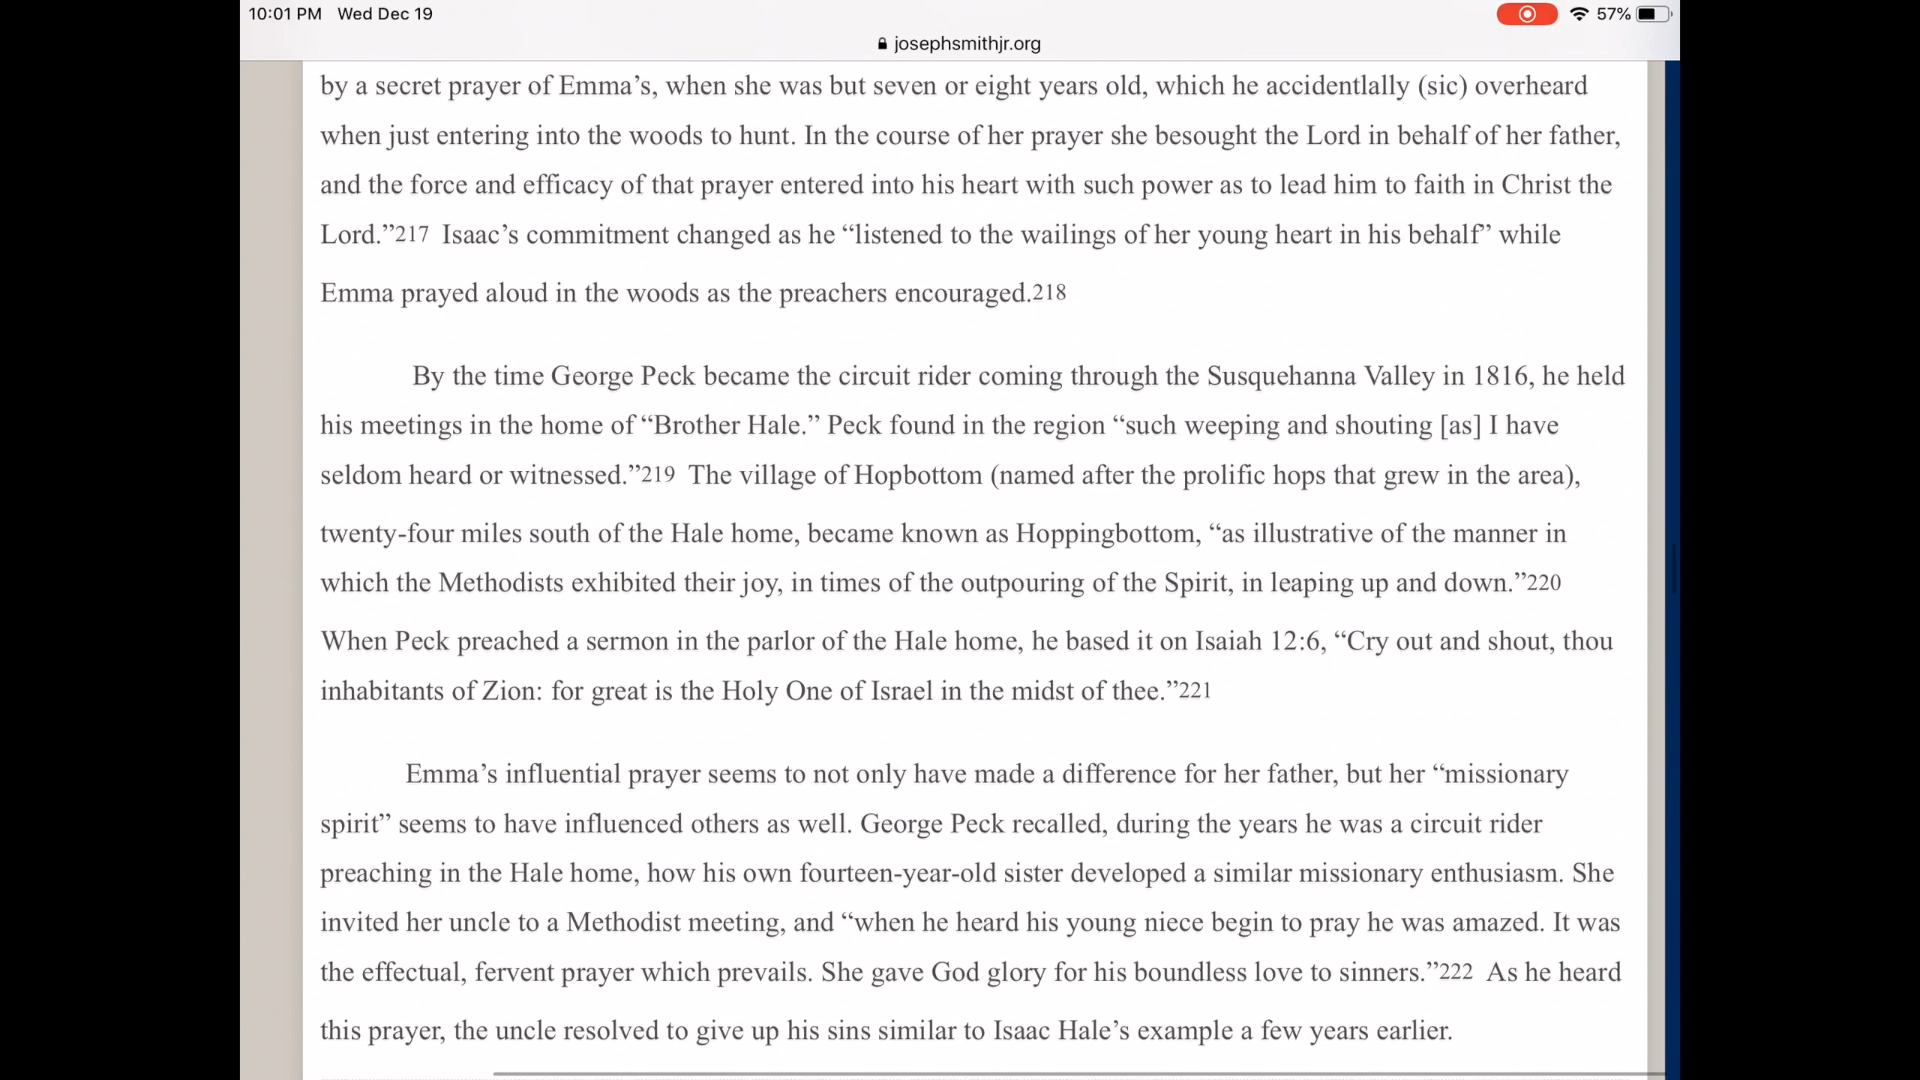 10:01 PM Wed Dec 19
57%
josephsmithjr.org
by a secret prayer of Emma’s, when she was but seven or eight years old, which he accidentlally (sic) overheard
when just entering into the woods to hunt. In the course of her prayer she besought the Lord in behalf of her father,
and the force and efficacy of that prayer entered into his heart with such power as to lead him to faith in Christ the
Lord.”217 Isaac’s commitment changed as he “listened to the wailings of her young heart in his behalf” while
Emma prayed aloud in the woods as the preachers encouraged.218
By the time George Peck became the circuit rider coming through the Susquehanna Valley in 1816, he held
his meetings in the home of “Brother Hale.” Peck found in the region “such weeping and shouting [as] I have
seldom heard or witnessed.”219 The village of Hopbottom (named after the prolific hops that grew in the area),
twenty-four miles south of the Hale home, became known as Hoppingbottom, “as illustrative of the manner in
which the Methodists exhibited their joy, in times of the outpouring of the Spirit, in leaping up and down.”220
When Peck preached a sermon in the parlor of the Hale home, he based it on Isaiah 12:6, “Cry out and shout, thou
inhabitants of Zion: for great is the Holy One of Israel in the midst of thee.”221
Emma’s influential prayer seems to not only have made a difference for her father, but her “missionary
spirit” seems to have influenced others as well. George Peck recalled, during the years he was a circuit rider
preaching in the Hale home, how his own fourteen-year-old sister developed a similar missionary enthusiasm. She
invited her uncle to a Methodist meeting, and “when he heard his young niece begin to pray he was amazed. It was
the effectual, fervent prayer which prevails. She gave God glory for his boundless love to sinners.”222 As he heard
this prayer, the uncle resolved to give up his sins similar to Isaac Hale’s example a few years earlier.